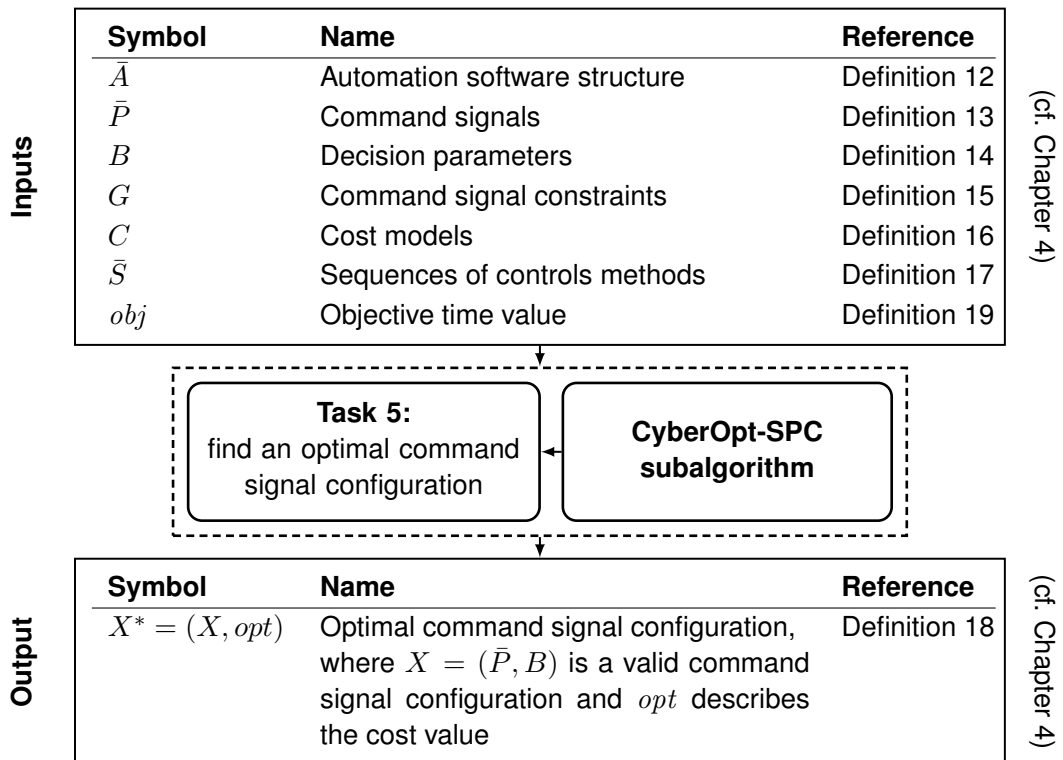 Symbol Name Reference
Ā Automation software structure Definition 12
P̄ Command signals Definition 13
B Decision parameters Definition 14
G Command signal constraints Definition 15
C Cost models Definition 16
S̄ Sequences of controls methods Definition 17
obj Objective time value Definition 19
Inputs
(cf. Chapter 4)
Task 5:
find an optimal command
signal configuration
CyberOpt-SPC
subalgorithm
Symbol Name Reference
X* = (X, opt) Optimal command signal configuration, Definition 18
where X = (P̄, B) is a valid command
signal configuration and opt describes
the cost value
Output
(cf. Chapter 4)